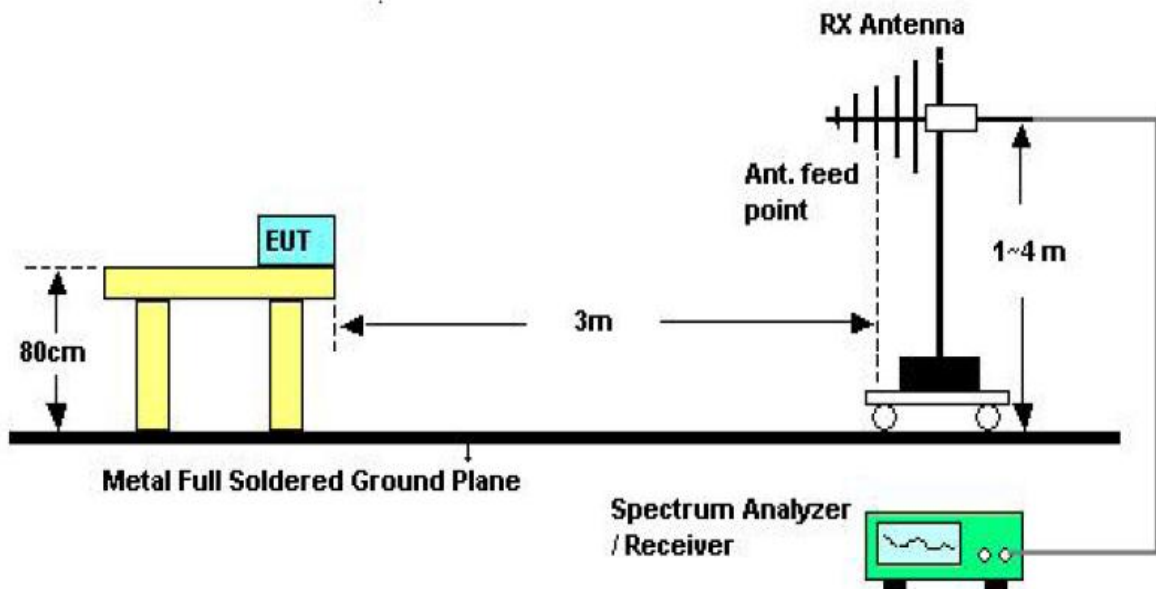 RX Antenna
Ant. feed
point
EUT
1~4 m
3m
80cm
Metal Full Soldered Ground Plane
Spectrum Analyzer
/ Receiver